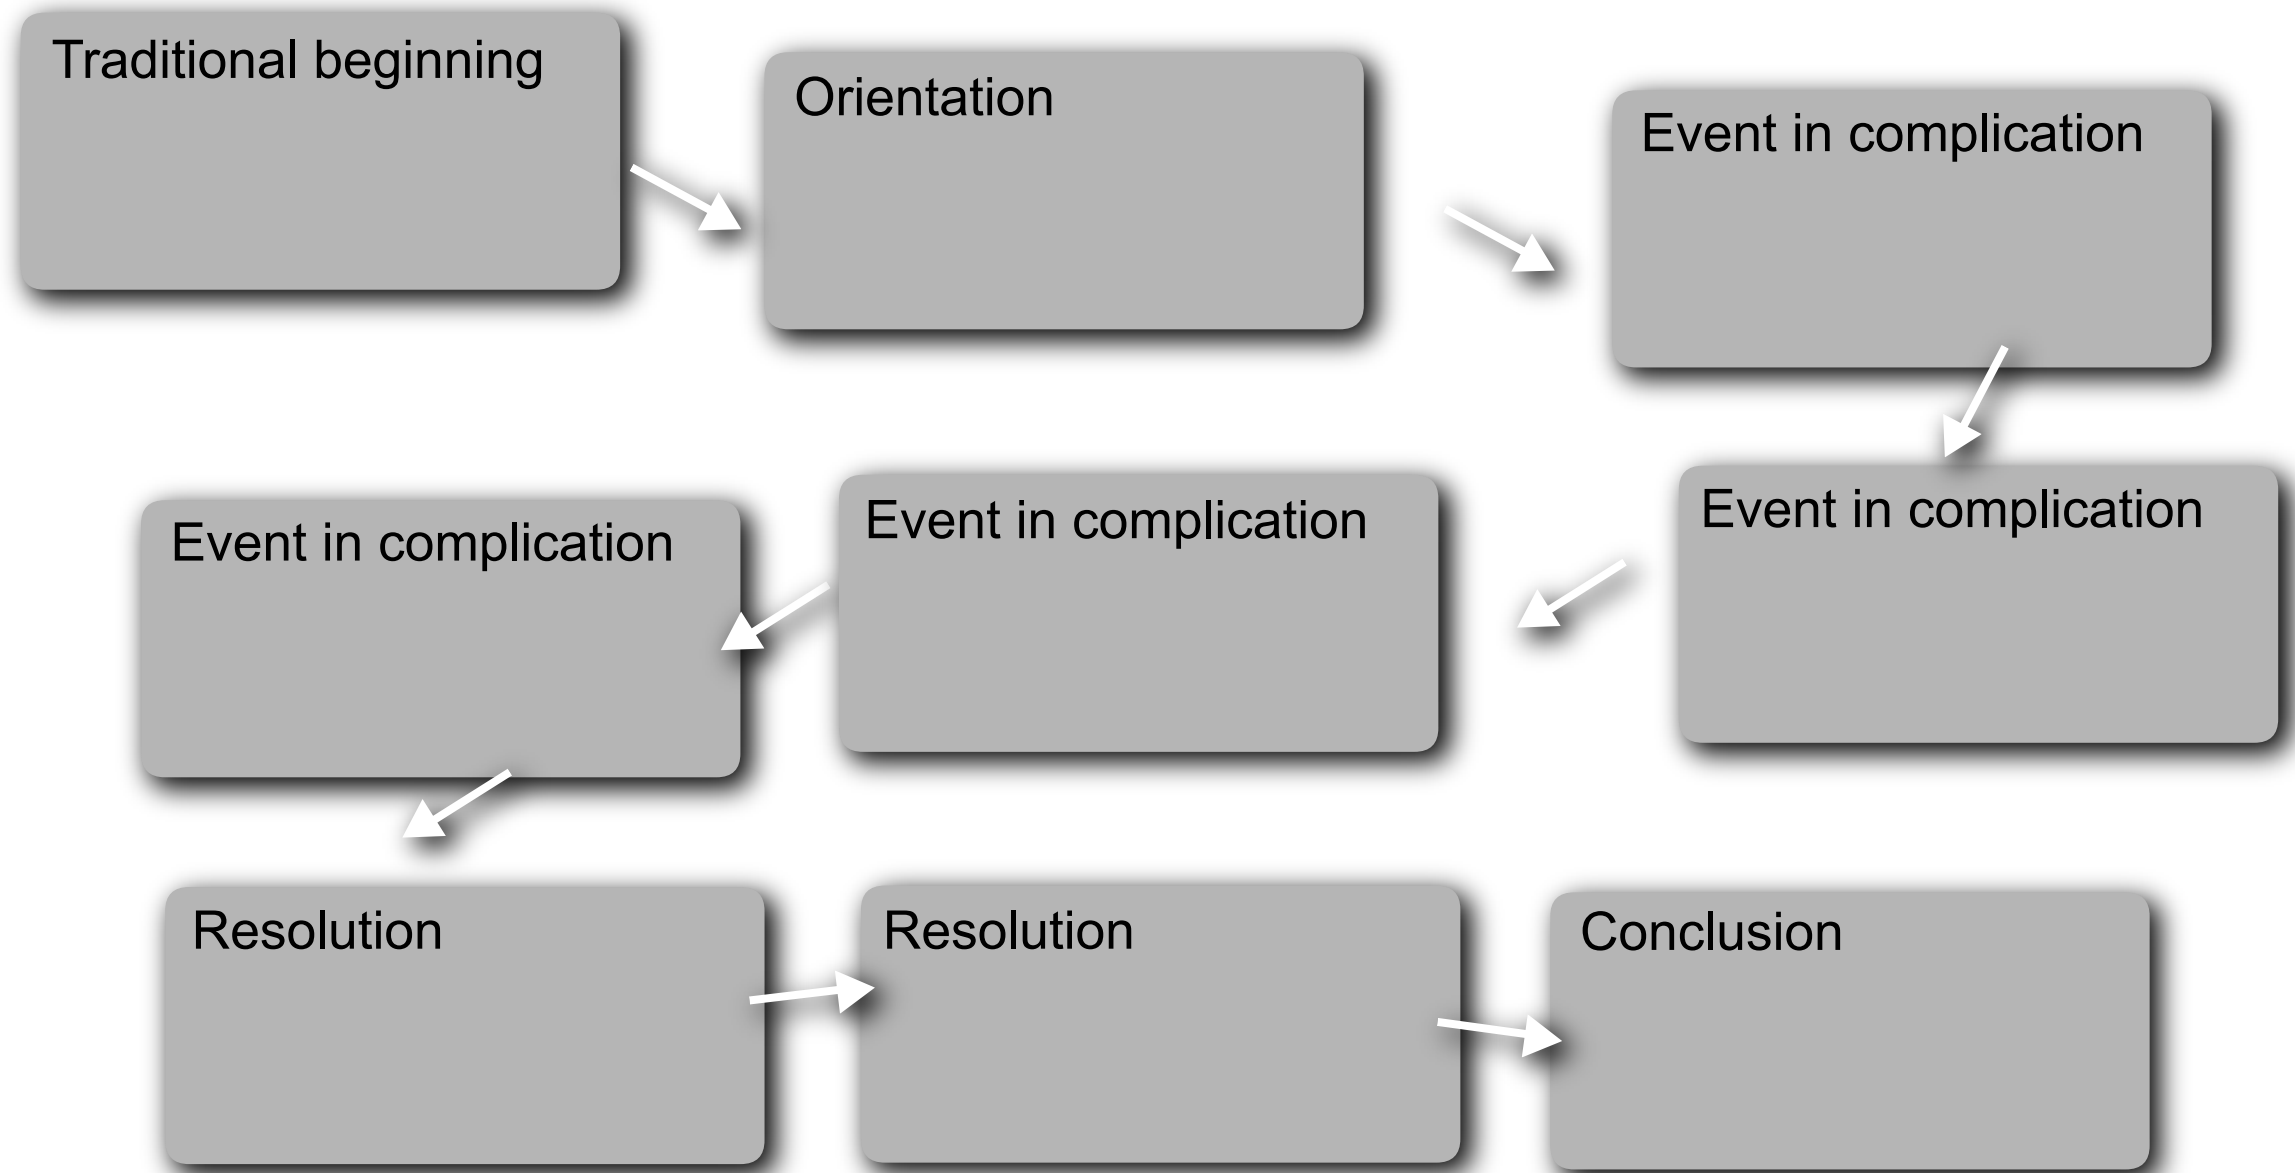 Traditional beginning
Orientation
Event in complication
Event in complication
Event in complication
Event in complication
Resolution
Resolution
Conclusion